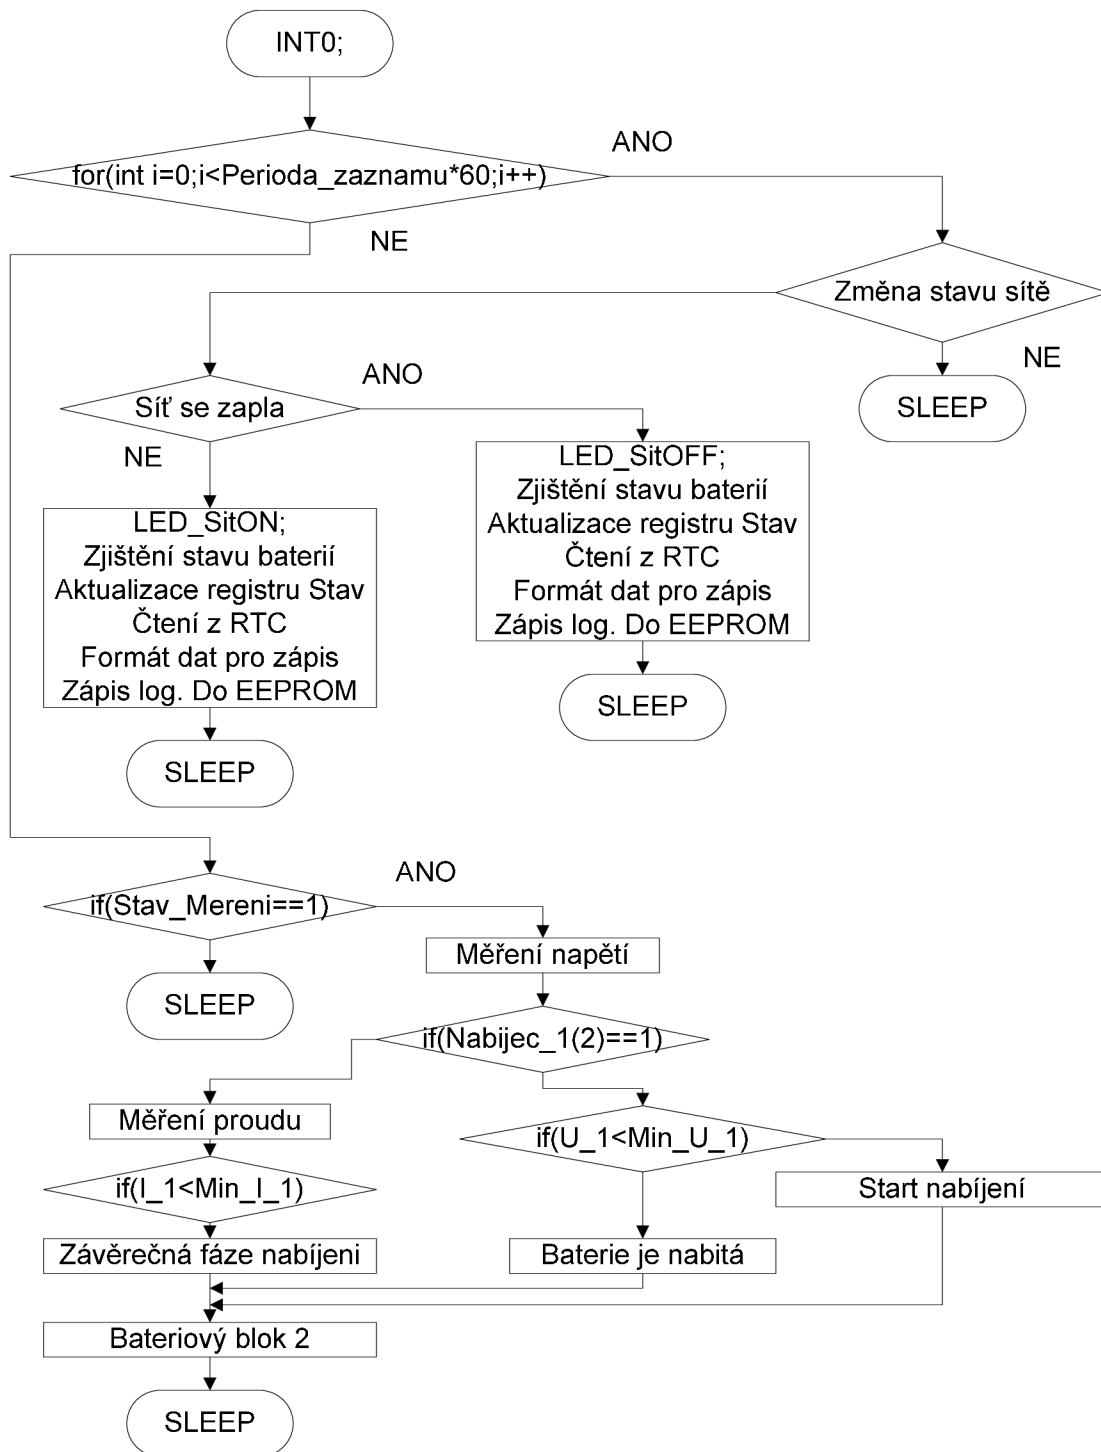 INT0;
ANO
for(int i=0;i<Perioda_zaznamu*60;i++)
NE
Změna stavu sítě
NE
SLEEP
ANO
Síť se zapla
NE
LED_SitOFF;
Zjištění stavu baterií
Aktualizace registru Stav
Čtení z RTC
Formát dat pro zápis
Zápis log. Do EEPROM
SLEEP
LED_SitON;
Zjištění stavu baterií
Aktualizace registru Stav
Čtení z RTC
Formát dat pro zápis
Zápis log. Do EEPROM
SLEEP
ANO
if(Stav_Mereni==1)
Měření napětí
SLEEP
if(Nabijec_1(2)==1)
Měření proudu
if(U_1<Min_U_1)
if(I_1<Min_I_1)
Start nabíjení
Závěrečná fáze nabíjeni
Baterie je nabitá
Bateriový blok 2
SLEEP